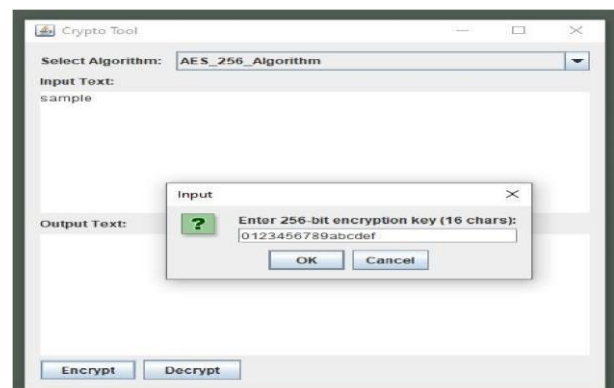 Crypto Tool
Select Algorithm: AES_256_Algorithm
Input Text:
sample
Input
Enter 256-bit encryption key (16 chars):
0123456789abcdef
OK Cancel
Output Text:
Encrypt Decrypt